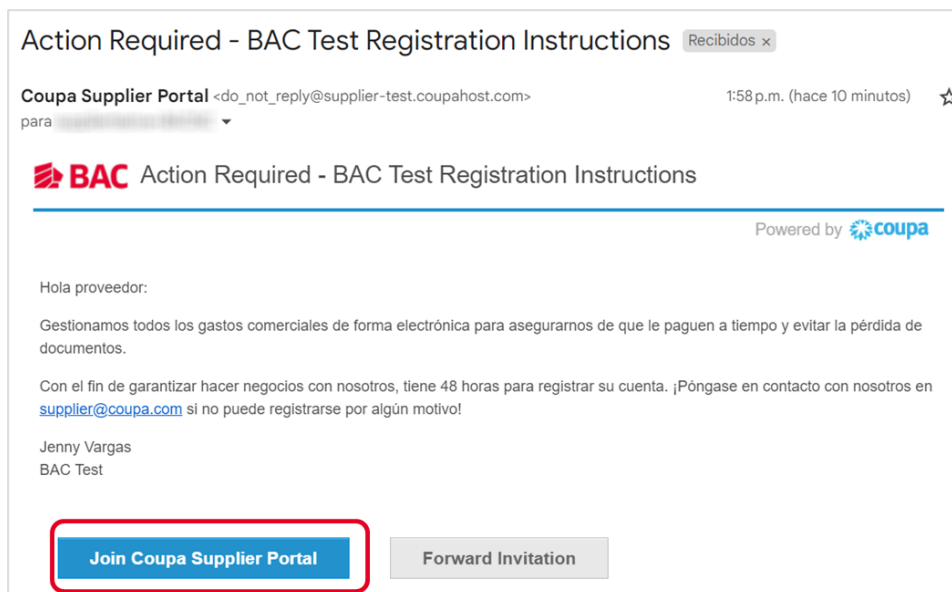 Action Required - BAC Test Registration Instructions Recibidos ×
Coupa Supplier Portal <do_not_reply@supplier-test.coupahost.com> 1:58 p.m. (hace 10 minutos)
para
BAC Action Required - BAC Test Registration Instructions
Powered by coupa
Hola proveedor:
Gestionamos todos los gastos comerciales de forma electrónica para asegurarnos de que le paguen a tiempo y evitar la pérdida de
documentos.
Con el fin de garantizar hacer negocios con nosotros, tiene 48 horas para registrar su cuenta. ¡Póngase en contacto con nosotros en
supplier@coupa.com si no puede registrarse por algún motivo!
Jenny Vargas
BAC Test
Join Coupa Supplier Portal Forward Invitation